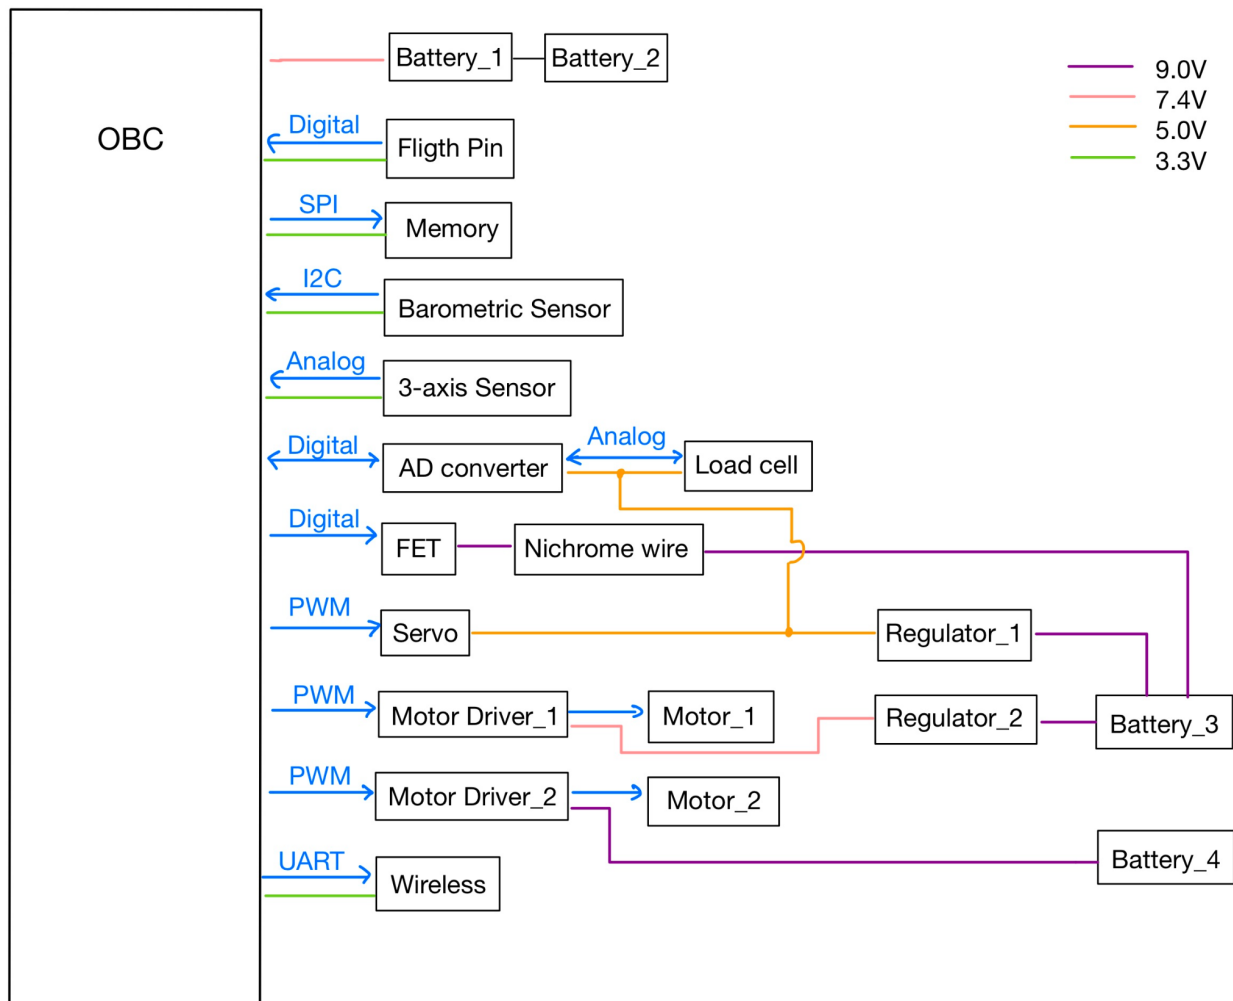 Battery_1
Battery_2
9.0V
7.4V
5.0V
3.3V
OBC
Digital
Fligth Pin
SPI
Memory
I2C
Barometric Sensor
Analog
3-axis Sensor
Digital
AD converter
Analog
Load cell
Digital
FET
Nichrome wire
PWM
Servo
Regulator_1
PWM
Motor Driver_1
Motor_1
Regulator_2
Battery_3
PWM
Motor Driver_2
Motor_2
Battery_4
UART
Wireless